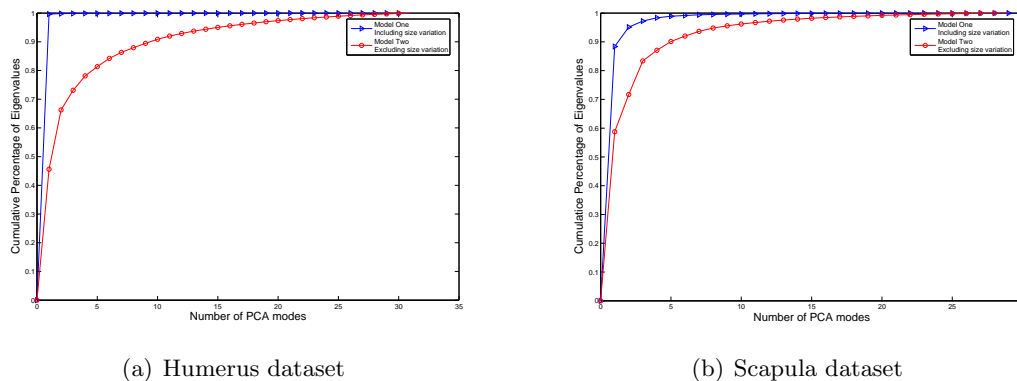 Cumulative Percentage of Eigenvalues
1
0.9
0.8
0.7
0.6
0.5
0.4
0.3
0.2
0.1
0
0 5 10 15 20 25 30 35
Number of PCA modes
Model One
Including size variation
Model Two
Excluding size variation
(a) Humerus dataset
Cumulatice Percentage of Eigenvalues
1
0.9
0.8
0.7
0.6
0.5
0.4
0.3
0.2
0.1
0
0 5 10 15 20 25
Number of PCA modes
Model One
Including size variation
Model Two
Excluding size variation
(b) Scapula dataset